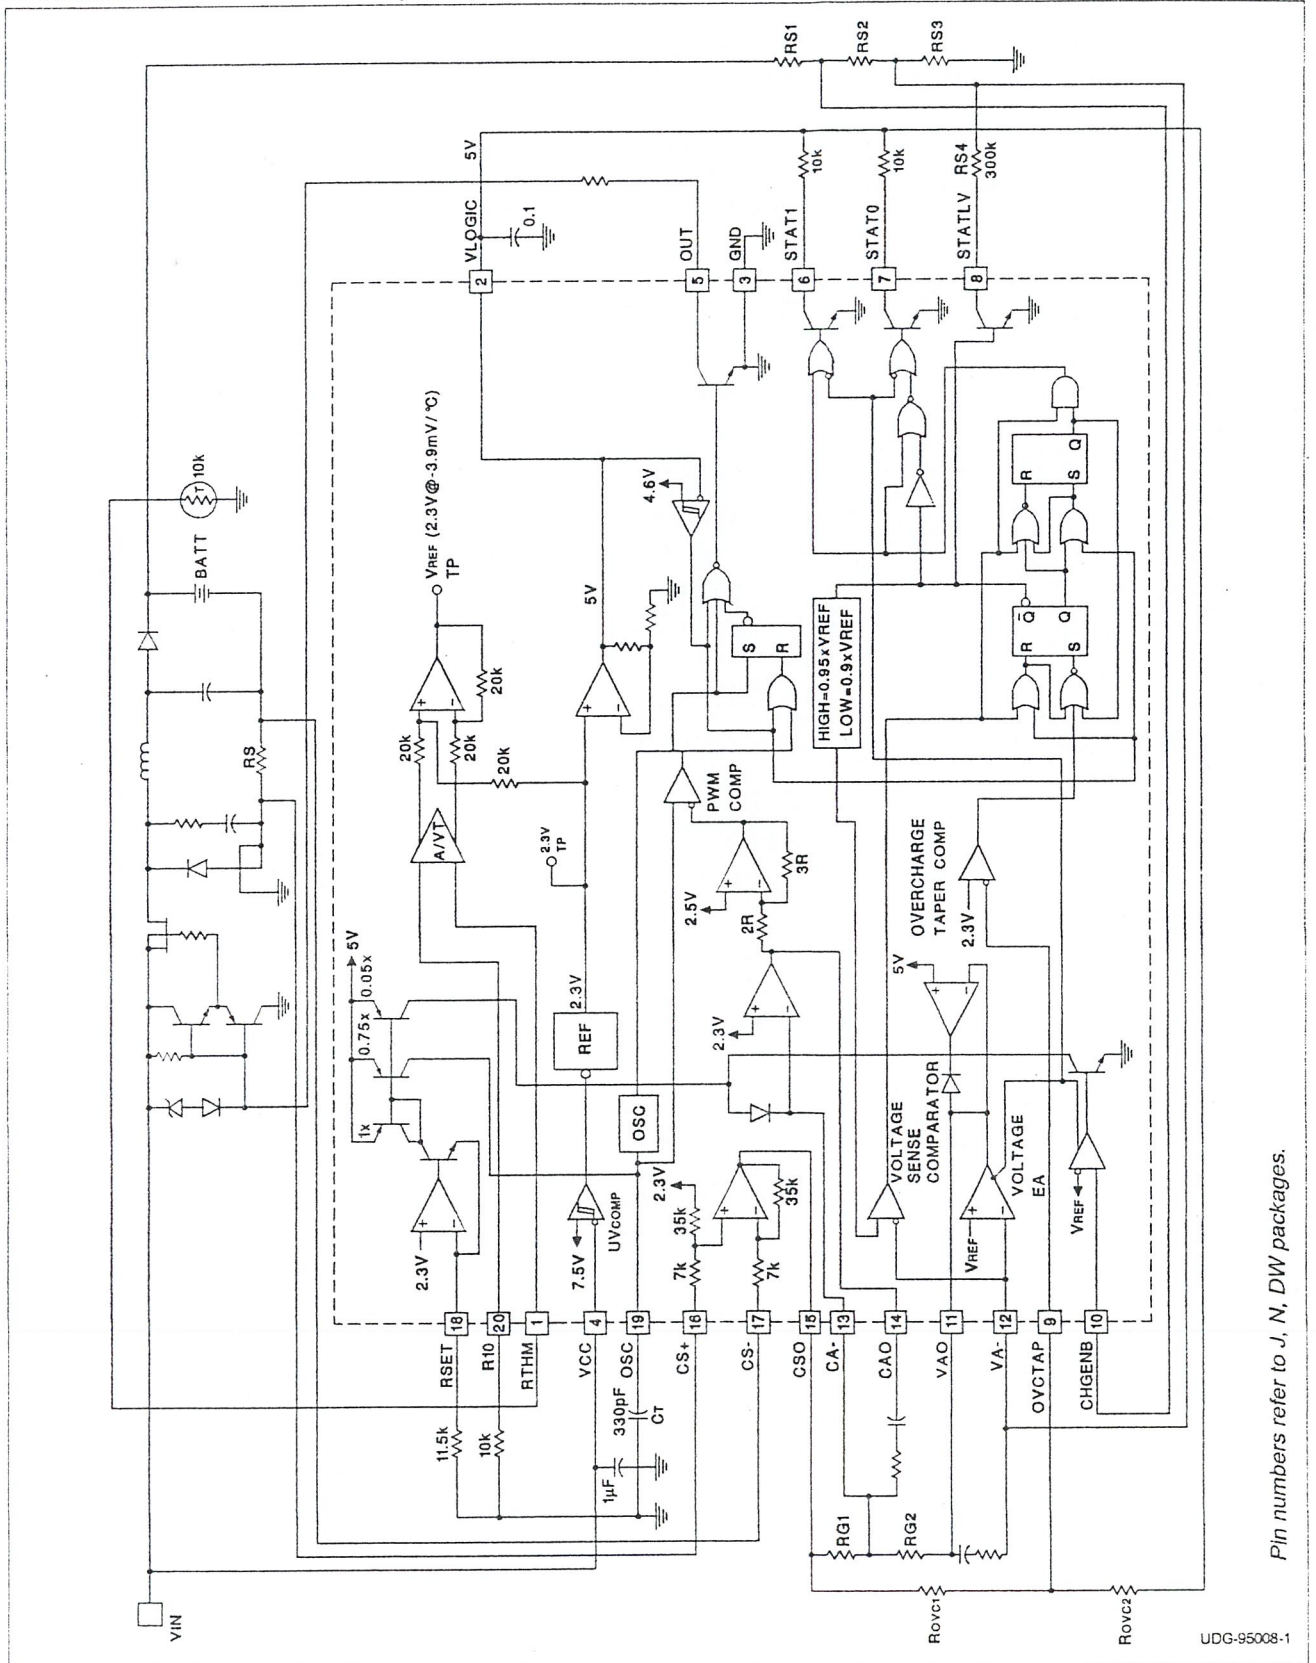 VIN
BATT
T 10k
RS
RS1
RS2
RS3
RSET
18
11.5k
R10
20
10k
RTHM
1
VCC
4
1µF
OSC
19
330pF
CT
CS+
16
CS-
17
CSO
15
CA-
13
CAO
14
VAO
11
VA-
12
OVCTAP
9
CHGENB
10
RG1
RG2
ROVC1
ROVC2
2.3V
+
-
1x
0.75x
0.05x
5V
A/VT
20k
20k
20k
20k
+
-
VREF (2.3V@-3.9mV/°C)
TP
7.5V
UVCOMP
REF
2.3V
2.3V
TP
+
-
5V
OSC
2.3V
35k
7k
7k
35k
+
-
2.3V
+
-
2R
2.5V
+
-
3R
PWM
COMP
4.6V
S
R
VLOGIC
2
5V
0.1
OUT
5
GND
3
STAT1
6
10k
STAT0
7
10k
STATLV
8
RS4
300k
HIGH=0.95xVREF
LOW=0.9xVREF
VOLTAGE
SENSE
COMPARATOR
VREF
+
-
VOLTAGE
EA
5V
+
-
OVERCHARGE
TAPER COMP
2.3V
VREF
R
S
Q
Q
R
S
Q
Pin numbers refer to J, N, DW packages.
UDG-95008-1